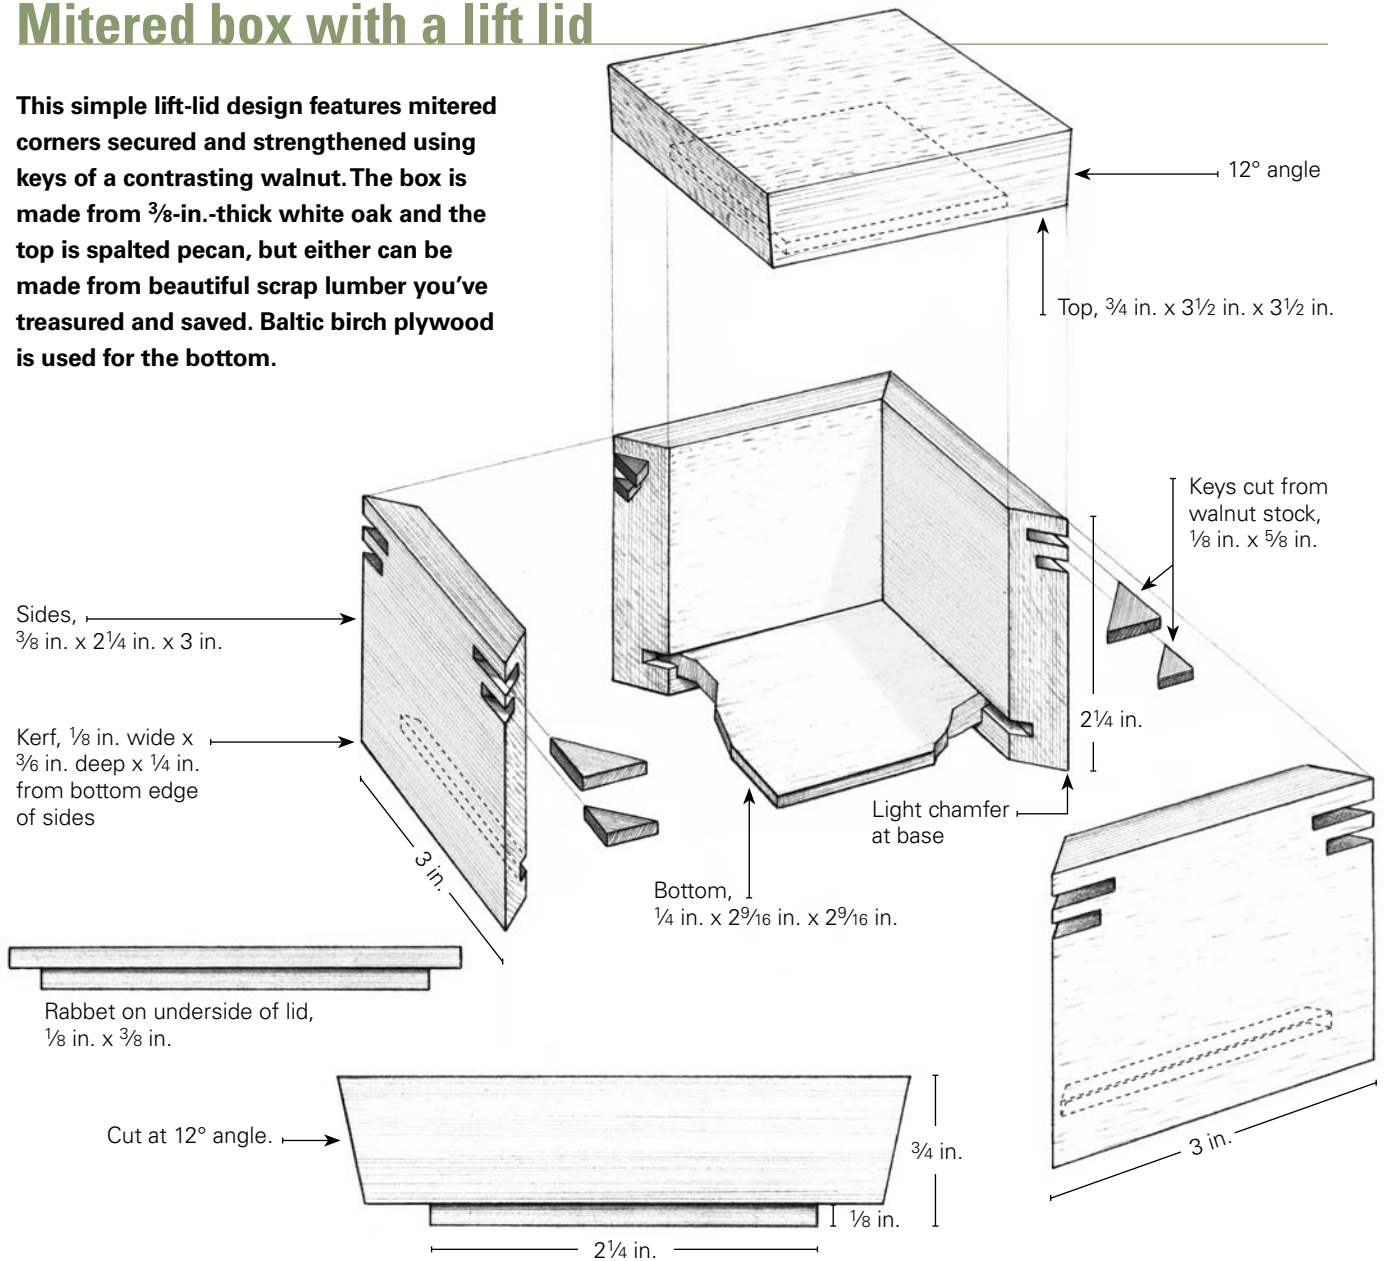 Mitered box with a lift lid
This simple lift-lid design features mitered
corners secured and strengthened using
keys of a contrasting walnut. The box is
made from 3⁄8-in.-thick white oak and the
top is spalted pecan, but either can be
made from beautiful scrap lumber you’ve
treasured and saved. Baltic birch plywood
is used for the bottom.
12° angle
Top, 3⁄4 in. x 31⁄2 in. x 31⁄2 in.
Keys cut from
walnut stock,
1⁄8 in. x 5⁄8 in.
Sides,
3⁄8 in. x 21⁄4 in. x 3 in.
Kerf, 1⁄8 in. wide x
3⁄6 in. deep x 1⁄4 in.
from bottom edge
of sides
21⁄4 in.
Light chamfer
at base
3 in.
Bottom,
1⁄4 in. x 29⁄16 in. x 29⁄16 in.
Rabbet on underside of lid,
1⁄8 in. x 3⁄8 in.
Cut at 12° angle.
3⁄4 in.
1⁄8 in.
21⁄4 in.
3 in.